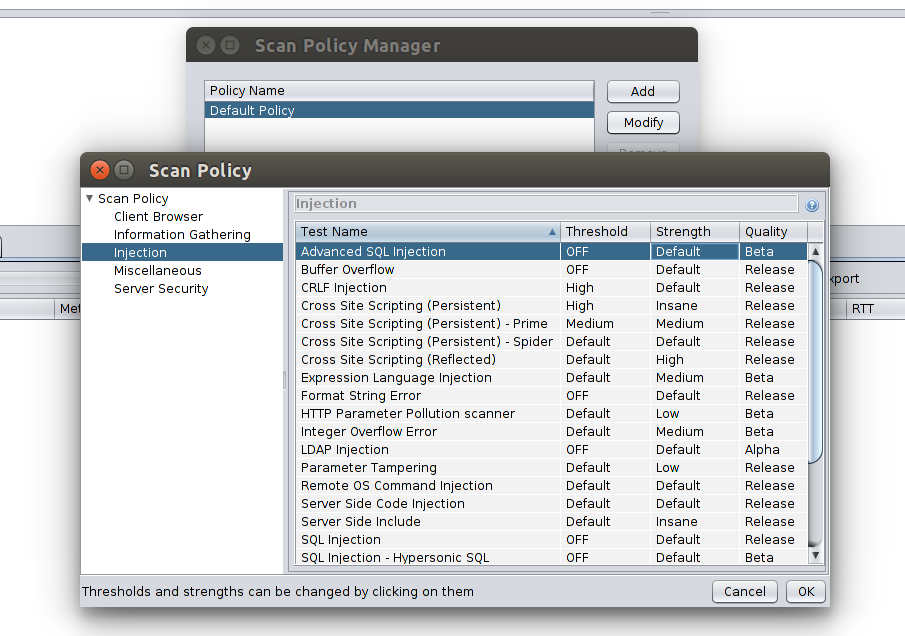 Scan Policy Manager
Policy Name
Default Policy
Add
Modify
Remove
Scan Policy
Scan Policy
Client Browser
Information Gathering
Injection
Miscellaneous
Server Security
Injection
Test Name Threshold Strength Quality
Advanced SQL Injection OFF Default Beta
Buffer Overflow OFF Default Release
CRLF Injection High Default Release
Cross Site Scripting (Persistent) High Insane Release
Cross Site Scripting (Persistent) - Prime Medium Medium Release
Cross Site Scripting (Persistent) - Spider Default Default Release
Cross Site Scripting (Reflected) Default High Release
Expression Language Injection Default Medium Beta
Format String Error OFF Default Release
HTTP Parameter Pollution scanner Default Low Beta
Integer Overflow Error Default Medium Beta
LDAP Injection OFF Default Alpha
Parameter Tampering Default Low Release
Remote OS Command Injection Default Default Release
Server Side Code Injection Default Default Release
Server Side Include Default Insane Release
SQL Injection OFF Default Release
SQL Injection - Hypersonic SQL OFF Default Beta
Thresholds and strengths can be changed by clicking on them
Cancel OK
Met
xport
RTT